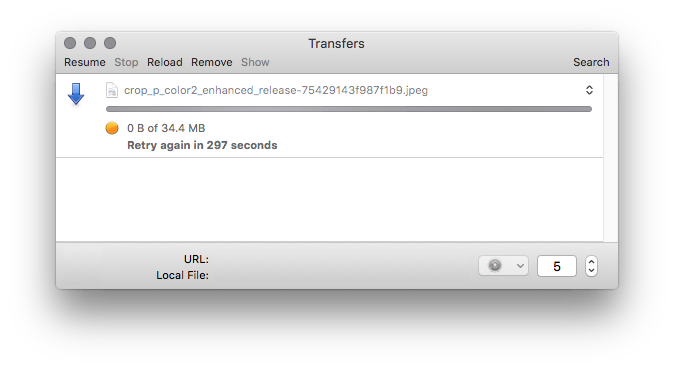 Transfers
Resume Stop Reload Remove Show Search
crop_p_color2_enhanced_release-75429143f987f1b9.jpeg
0 B of 34.4 MB
Retry again in 297 seconds
URL:
Local File:
5